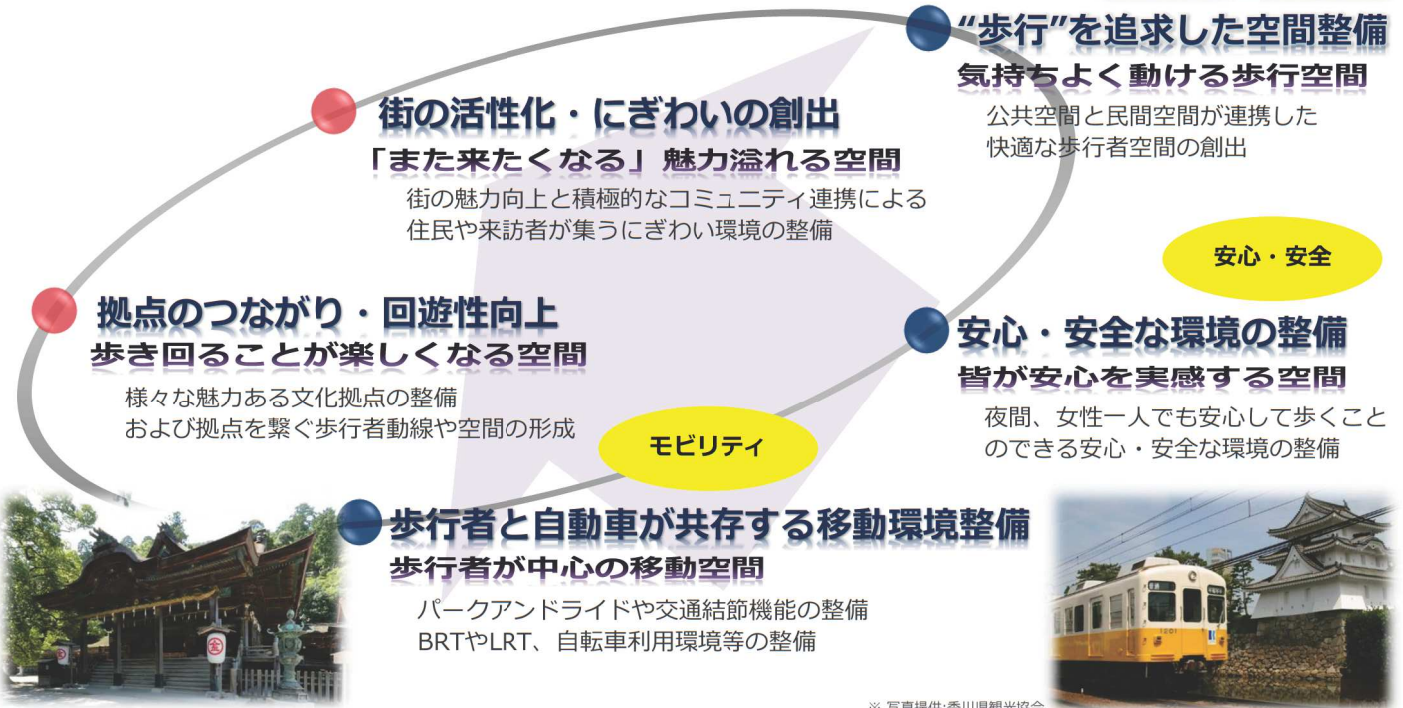 “歩行”を追求した空間整備
気持ちよく動ける歩行空間
公共空間と民間空間が連携した
快適な歩行者空間の創出
街の活性化・にぎわいの創出
「また来たくなる」魅力溢れる空間
街の魅力向上と積極的なコミュニティ連携による
住民や来訪者が集うにぎわい環境の整備
安心・安全
拠点のつながり・回遊性向上
歩き回ることが楽しくなる空間
様々な魅力ある文化拠点の整備
および拠点を繋ぐ歩行者動線や空間の形成
安心・安全な環境の整備
皆が安心を実感する空間
夜間、女性一人でも安心して歩くこと
のできる安心・安全な環境の整備
モビリティ
歩行者と自動車が共存する移動環境整備
歩行者が中心の移動空間
パークアンドライドや交通結節機能の整備
BRTやLRT、自転車利用環境等の整備
金
1201
※ 写真提供:香川県観光協会